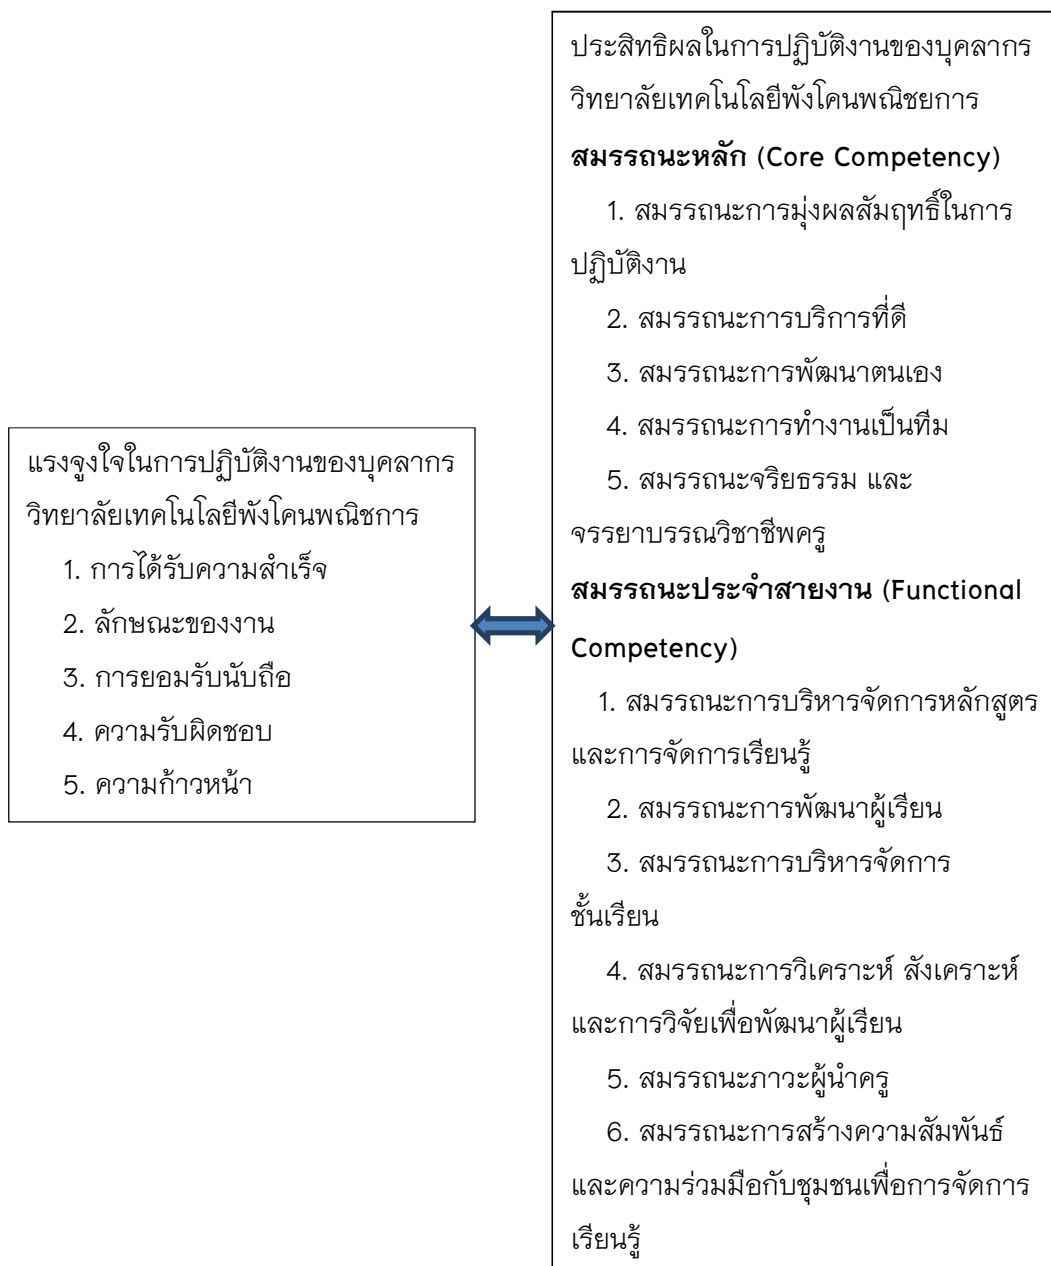 แรงจูงใจในการปฏิบัติงานของบุคลากร
วิทยาลัยเทคโนโลยีพังโคนพณิชการ
1. การได้รับความสำเร็จ
2. ลักษณะของงาน
3. การยอมรับนับถือ
4. ความรับผิดชอบ
5. ความก้าวหน้า
ประสิทธิผลในการปฏิบัติงานของบุคลากร
วิทยาลัยเทคโนโลยีพังโคนพณิชยการ
สมรรถนะหลัก (Core Competency)
1. สมรรถนะการมุ่งผลสัมฤทธิ์ในการ
ปฏิบัติงาน
2. สมรรถนะการบริการที่ดี
3. สมรรถนะการพัฒนาตนเอง
4. สมรรถนะการทำงานเป็นทีม
5. สมรรถนะจริยธรรม และ
จรรยาบรรณวิชาชีพครู
สมรรถนะประจำสายงาน (Functional
Competency)
1. สมรรถนะการบริหารจัดการหลักสูตร
และการจัดการเรียนรู้
2. สมรรถนะการพัฒนาผู้เรียน
3. สมรรถนะการบริหารจัดการ
ชั้นเรียน
4. สมรรถนะการวิเคราะห์ สังเคราะห์
และการวิจัยเพื่อพัฒนาผู้เรียน
5. สมรรถนะภาวะผู้นำครู
6. สมรรถนะการสร้างความสัมพันธ์
และความร่วมมือกับชุมชนเพื่อการจัดการ
เรียนรู้